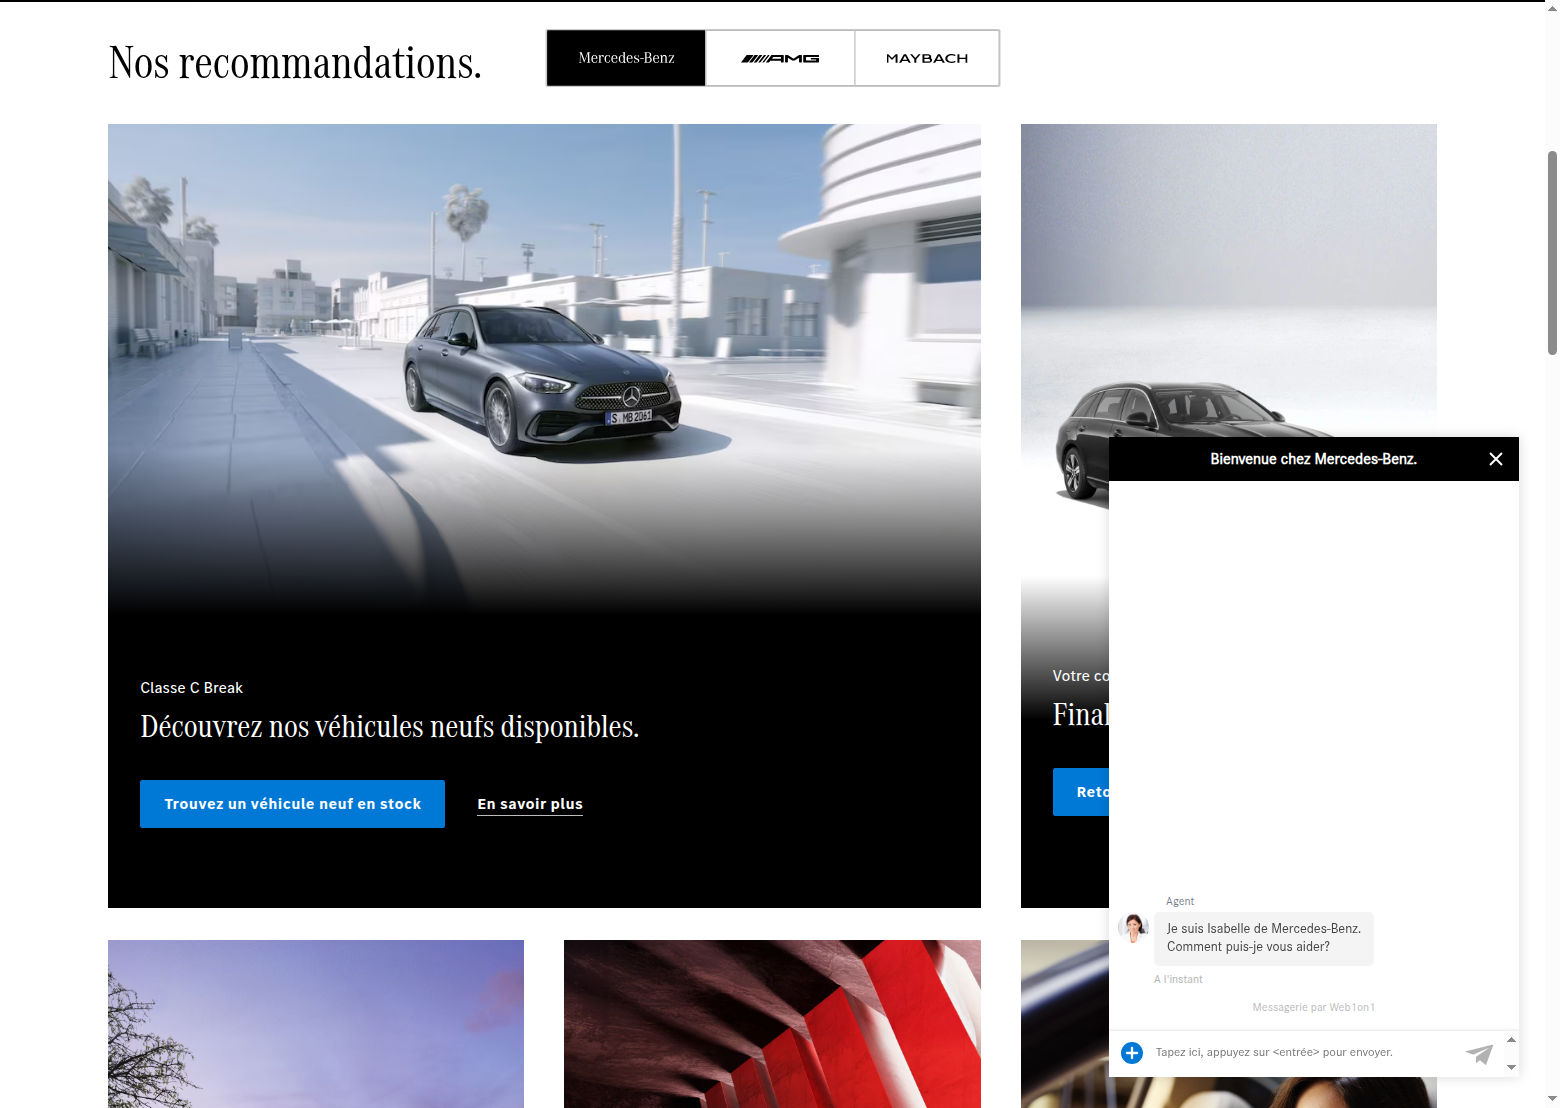 Nos recommandations.
Mercedes-Benz
AMG
MAYBACH
S MB 2061
Classe C Break
Découvrez nos véhicules neufs disponibles.
Trouvez un véhicule neuf en stock
En savoir plus
Votre co
Final
Reto
Bienvenue chez Mercedes-Benz.
Agent
Je suis Isabelle de Mercedes-Benz.
Comment puis-je vous aider?
A l'instant
Messagerie par Web1on1
Tapez ici, appuyez sur <entrée> pour envoyer.